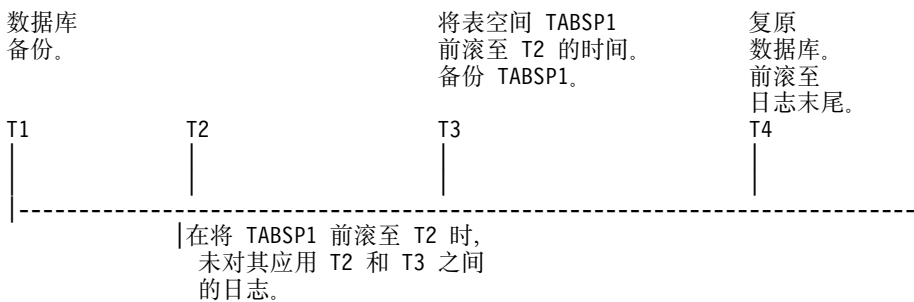 数据库
备份。
将表空间 TABSP1
前滚至 T2 的时间。
备份 TABSP1。
复原
数据库。
前滚至
日志末尾。
T1 T2 T3 T4
在将 TABSP1 前滚至 T2 时,
未对其应用 T2 和 T3 之间
的日志。